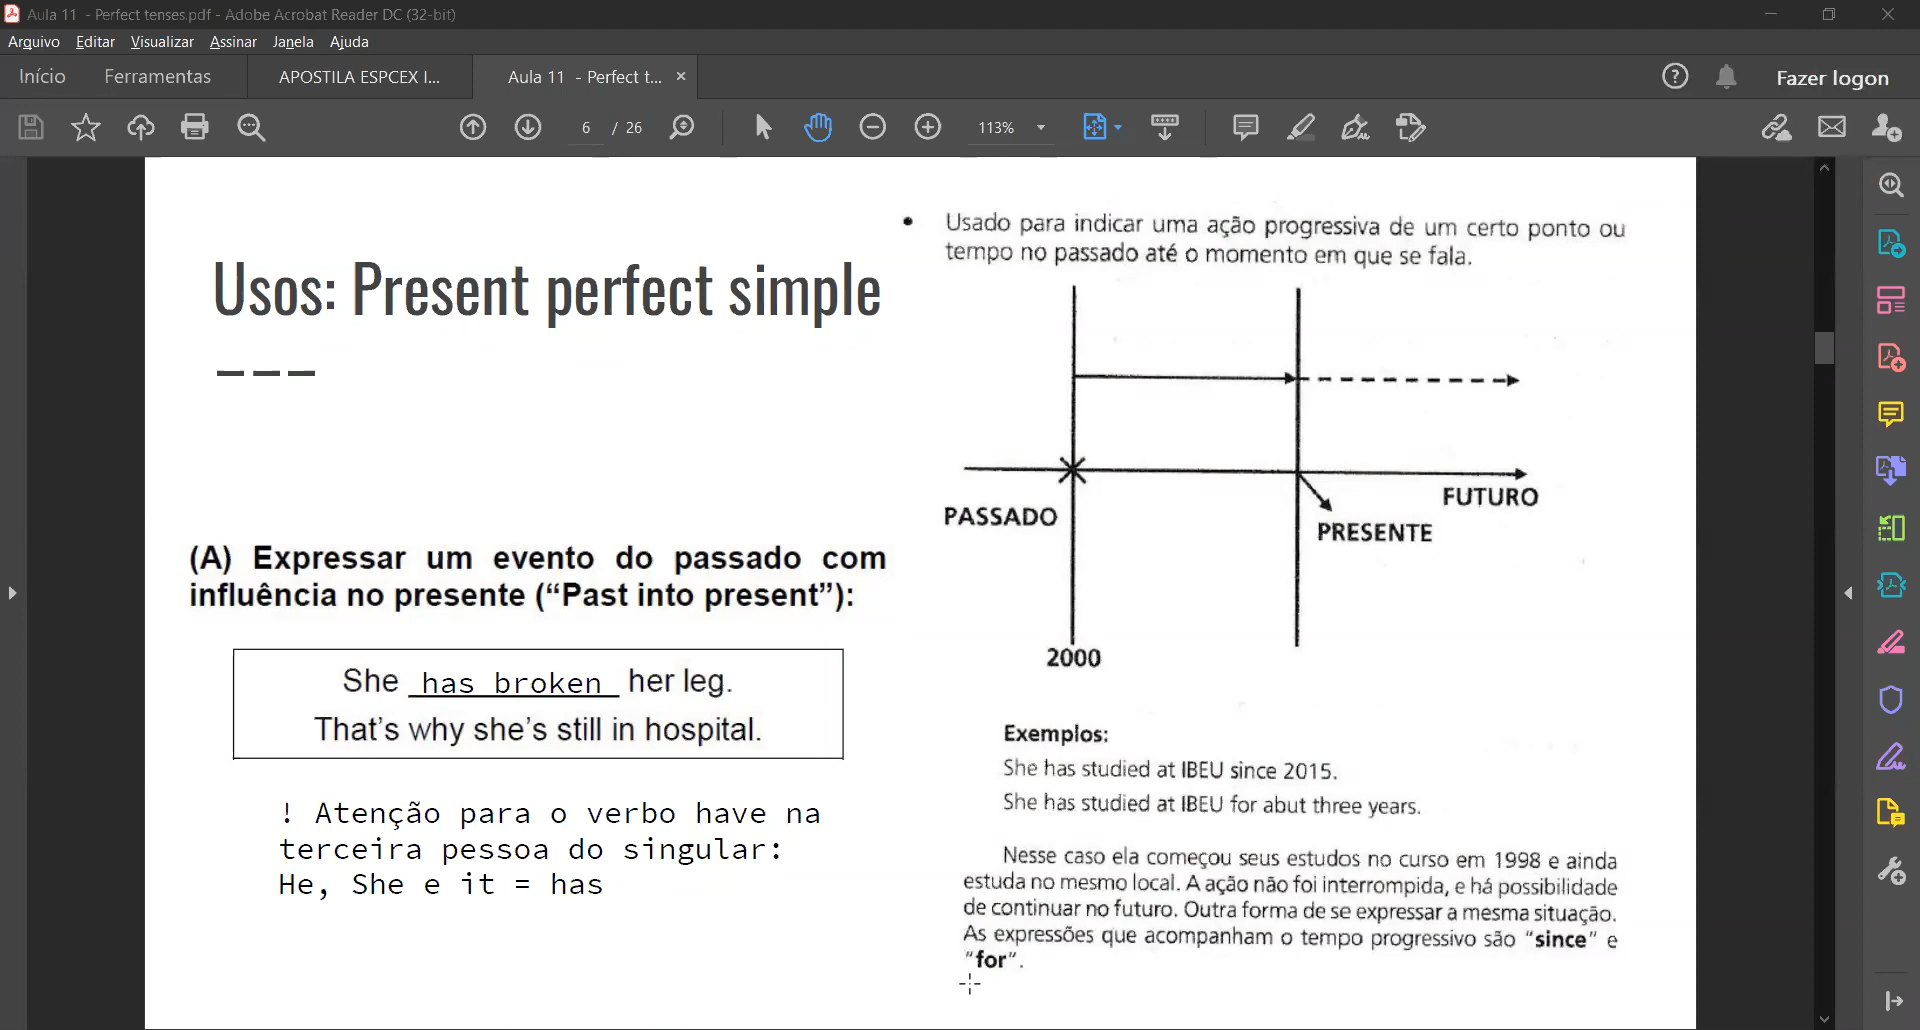 Aula 11 - Perfect tenses.pdf - Adobe Acrobat Reader DC (32-bit)
Arquivo Editar Visualizar Assinar Janela Ajuda
Início Ferramentas APOSTILA ESPCEX I... Aula 11 - Perfect t... × Fazer logon
6 / 26 113%
Usos: Present perfect simple
(A) Expressar um evento do passado com
influência no presente (“Past into present”):
She has broken her leg.
That’s why she’s still in hospital.
! Atenção para o verbo have na
terceira pessoa do singular:
He, She e it = has
• Usado para indicar uma ação progressiva de um certo ponto ou
tempo no passado até o momento em que se fala.
PASSADO
FUTURO
PRESENTE
2000
Exemplos:
She has studied at IBEU since 2015.
She has studied at IBEU for abut three years.
Nesse caso ela começou seus estudos no curso em 1998 e ainda
estuda no mesmo local. A ação não foi interrompida, e há possibilidade
de continuar no futuro. Outra forma de se expressar a mesma situação.
As expressões que acompanham o tempo progressivo são "since" e
"for".